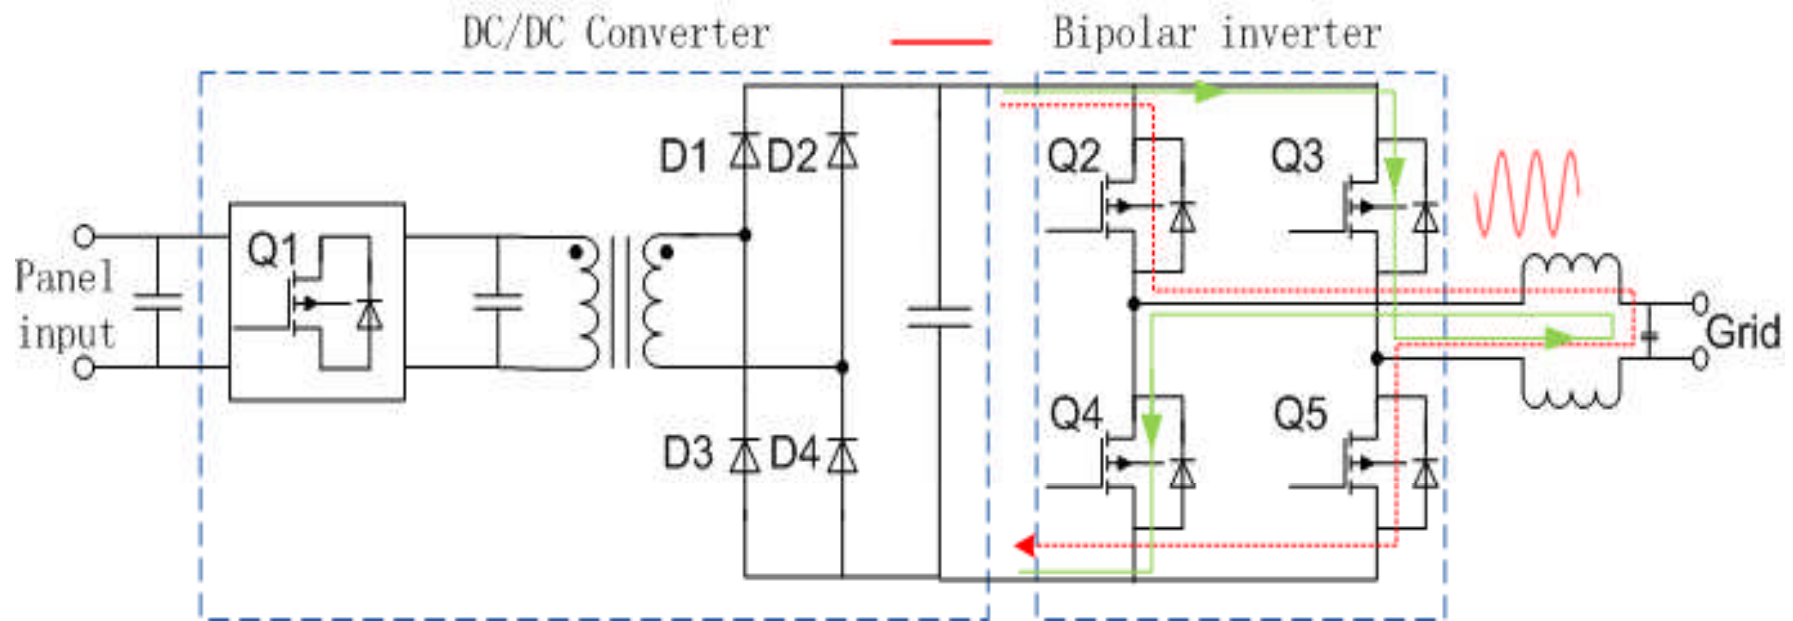 DC/DC Converter
Bipolar inverter
D1
D2
Q2
Q3
Q1
Panel
input
Grid
Q4
Q5
D3
D4